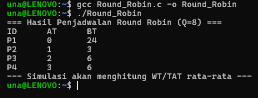 una@LENOVO:~$ gcc Round_Robin.c -o Round_Robin
una@LENOVO:~$ ./Round_Robin
=== Hasil Penjadwalan Round Robin (Q=8) ===
ID AT BT
P1 0 24
P2 1 3
P3 2 6
P4 3 6
--- Simulasi akan menghitung WT/TAT rata-rata ---
una@LENOVO:~$